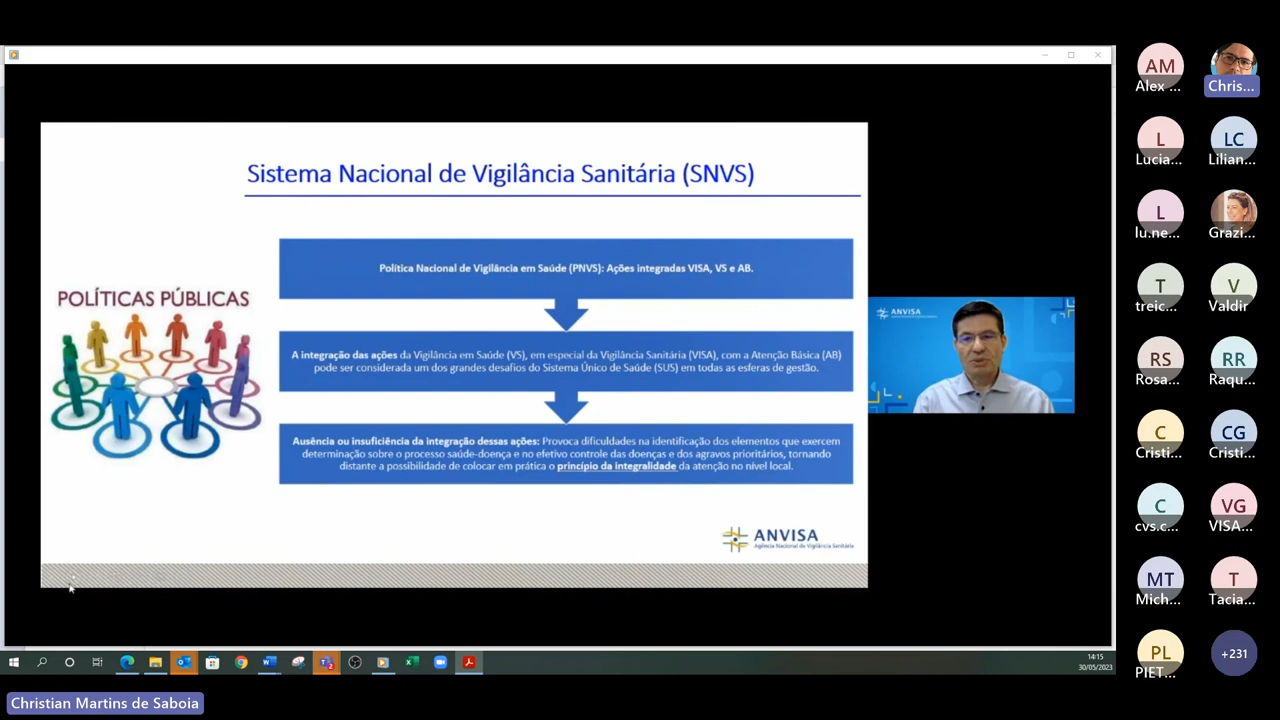 Sistema Nacional de Vigilância Sanitária (SNVS)
POLÍTICAS PÚBLICAS
Política Nacional de Vigilância em Saúde (PNVS): Ações integradas VISA, VS e AB.
A integração das ações da Vigilância em Saúde (VS), em especial da Vigilância Sanitária (VISA), com a Atenção Básica (AB)
pode ser considerada um dos grandes desafios do Sistema Único de Saúde (SUS) em todas as esferas de gestão.
Ausência ou insuficiência da integração dessas ações: Provoca dificuldades na identificação dos elementos que exercem
determinação sobre o processo saúde-doença e no efetivo controle das doenças e dos agravos prioritários, tornando
distante a possibilidade de colocar em prática o princípio da integralidade da atenção no nível local.
ANVISA
Agência Nacional de Vigilância Sanitária
ANVISA
AM
Alex ...
Chris...
L
Lucia...
LC
Lilian...
L
lu.ne...
Grazi...
T
treic...
V
Valdir
RS
Rosa...
RR
Raqu...
C
Cristi...
CG
Cristi...
C
cvs.c...
VG
VISA...
MT
Mich...
T
Tacia...
PL
PIET...
+231
14:15
30/05/2023
Christian Martins de Saboia